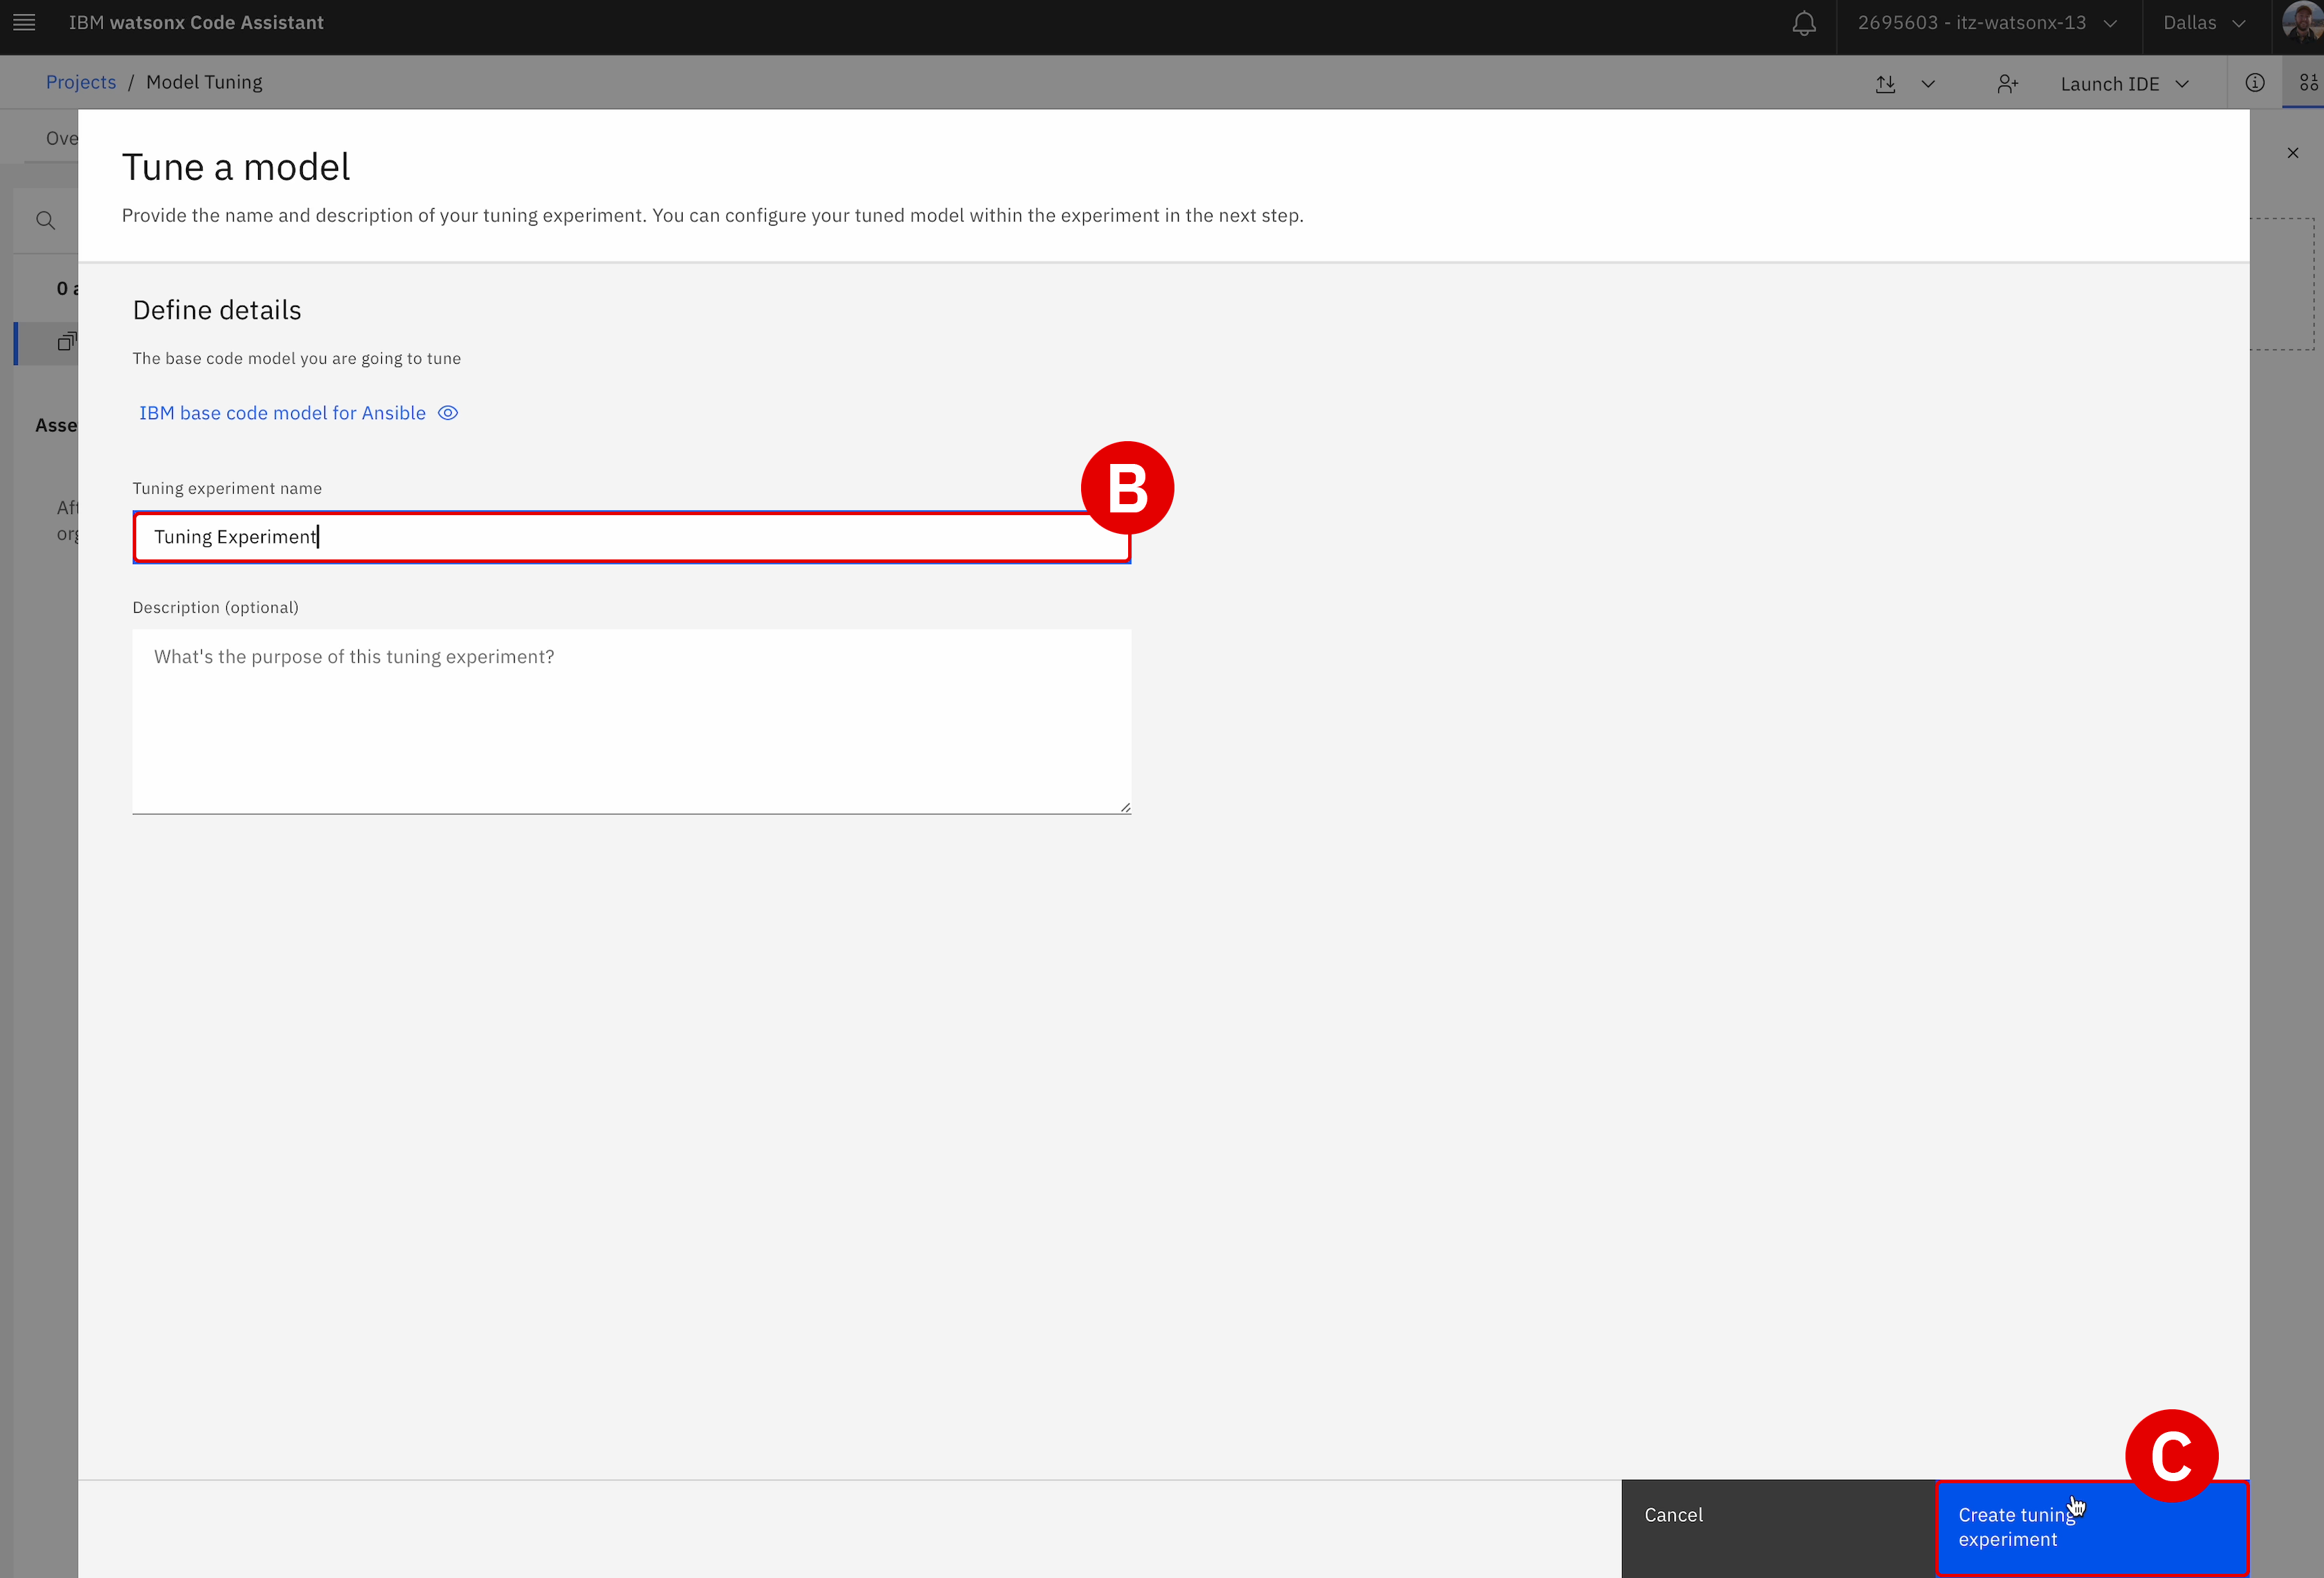 IBM watsonx Code Assistant
2695603 - itz-watsonx-13
Dallas
Projects / Model Tuning
Launch IDE
Ove
Tune a model
Provide the name and description of your tuning experiment. You can configure your tuned model within the experiment in the next step.
0 a
Define details
The base code model you are going to tune
IBM base code model for Ansible
Asse
Tuning experiment name
B
Aft
org
Tuning Experiment
Description (optional)
What's the purpose of this tuning experiment?
C
Cancel
Create tuning
experiment